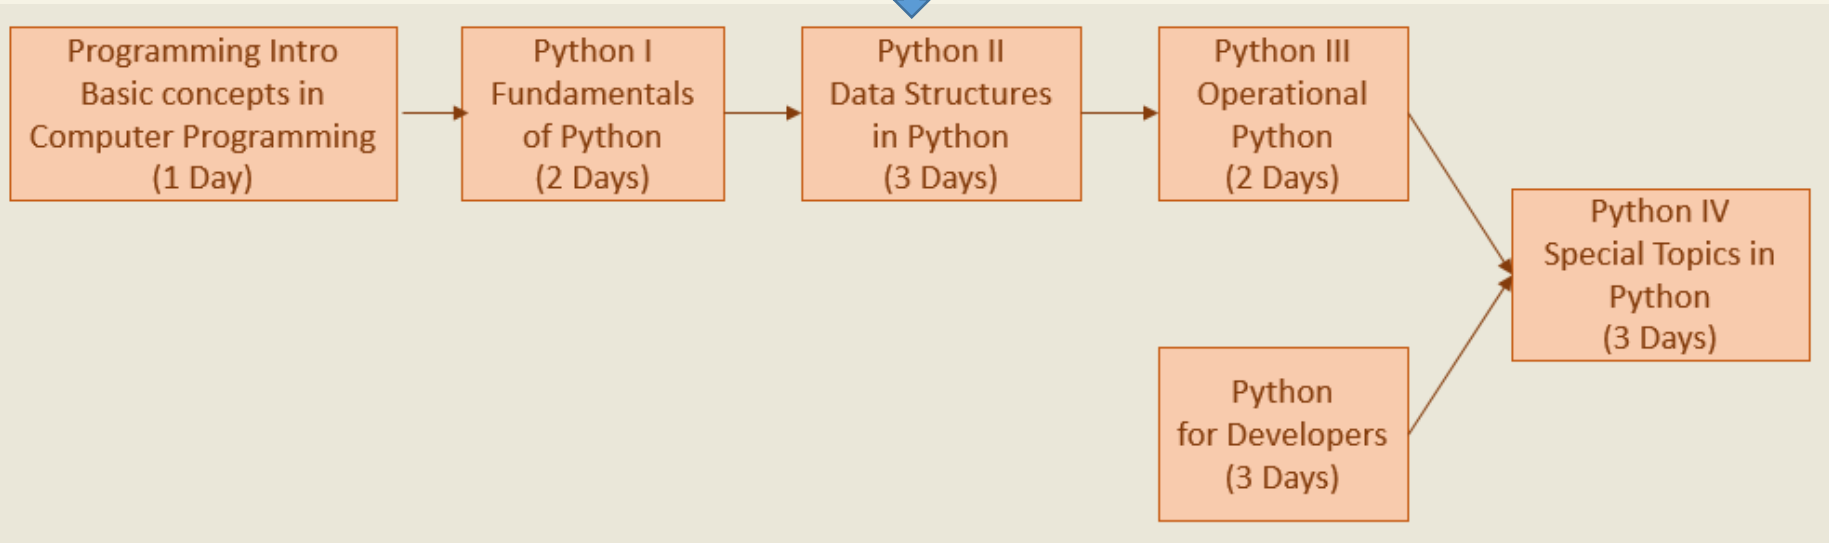 Programming Intro
Basic concepts in
Computer Programming
(1 Day)
Python I
Fundamentals
of Python
(2 Days)
Python II
Data Structures
in Python
(3 Days)
Python III
Operational
Python
(2 Days)
Python IV
Special Topics in
Python
(3 Days)
Python
for Developers
(3 Days)